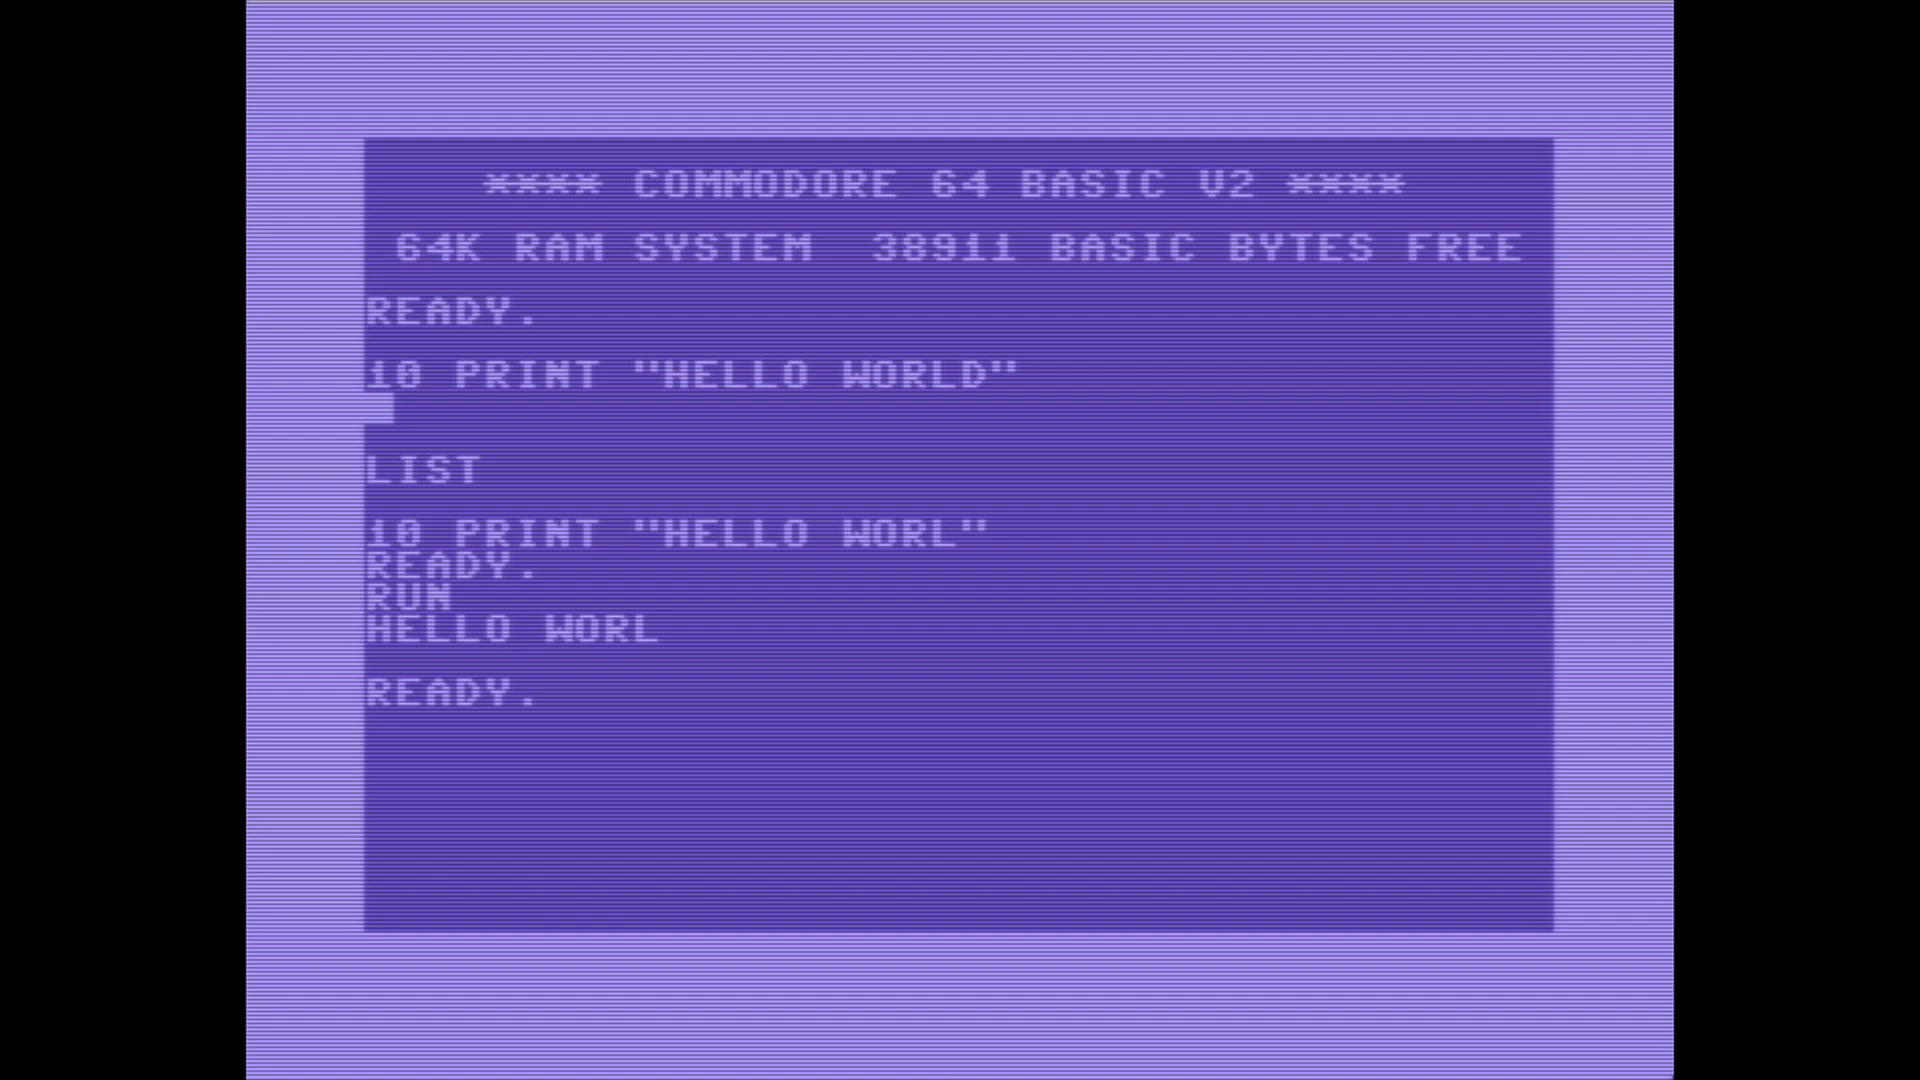 **** COMMODORE 64 BASIC V2 ****
64K RAM SYSTEM  38911 BASIC BYTES FREE
READY.
10 PRINT "HELLO WORLD"
LIST
10 PRINT "HELLO WORL"
READY.
RUN
HELLO WORL
READY.